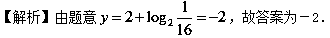 【解析】由题意 y = 2 + log₂ 1/16 = −2，故答案为－2．